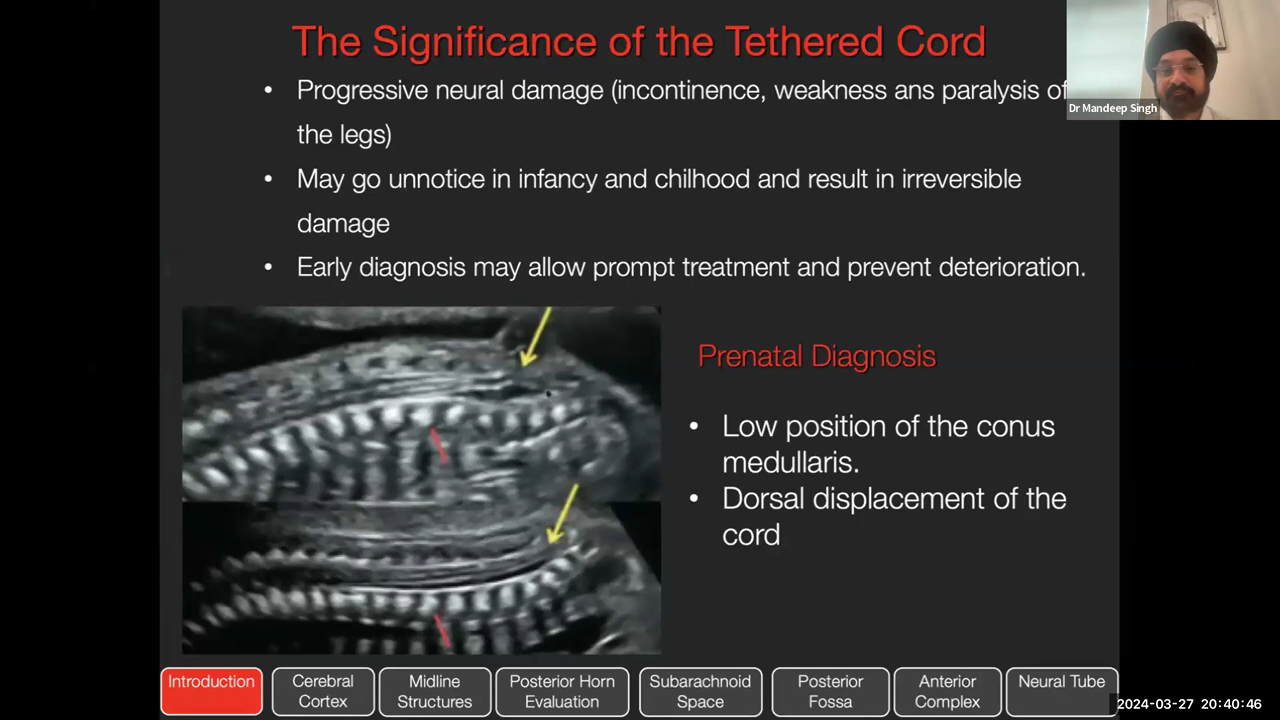 The Significance of the Tethered Cord
• Progressive neural damage (incontinence, weakness ans paralysis of
the legs)
• May go unnotice in infancy and chilhood and result in irreversible
damage
• Early diagnosis may allow prompt treatment and prevent deterioration.
Dr Mandeep Singh
Prenatal Diagnosis
• Low position of the conus
medullaris.
• Dorsal displacement of the
cord
Introduction
Cerebral
Cortex
Midline
Structures
Posterior Horn
Evaluation
Subarachnoid
Space
Posterior
Fossa
Anterior
Complex
Neural Tube
2024-03-27 20:40:46